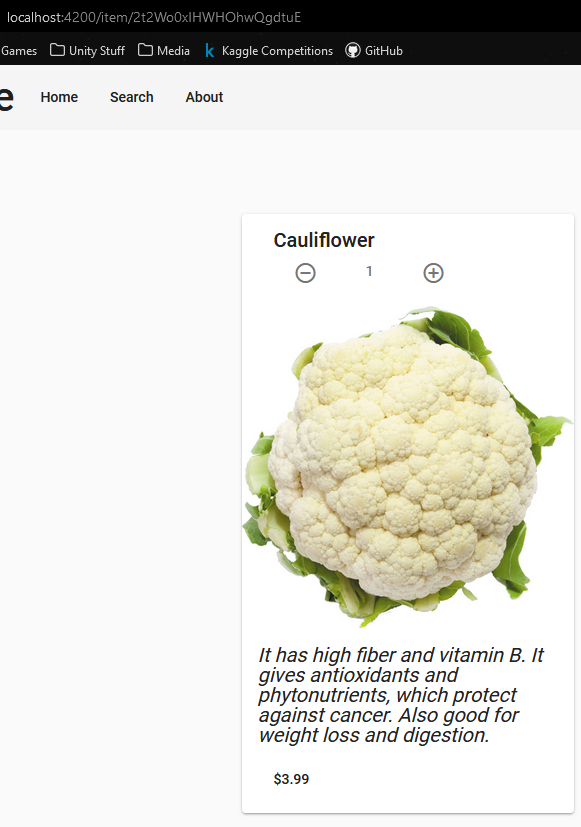 localhost:4200/item/2t2Wo0xIHWHOhwQgdtuE
Games Unity Stuff Media Kaggle Competitions GitHub
e Home Search About
Cauliflower
1
It has high fiber and vitamin B. It
gives antioxidants and
phytonutrients, which protect
against cancer. Also good for
weight loss and digestion.
$3.99